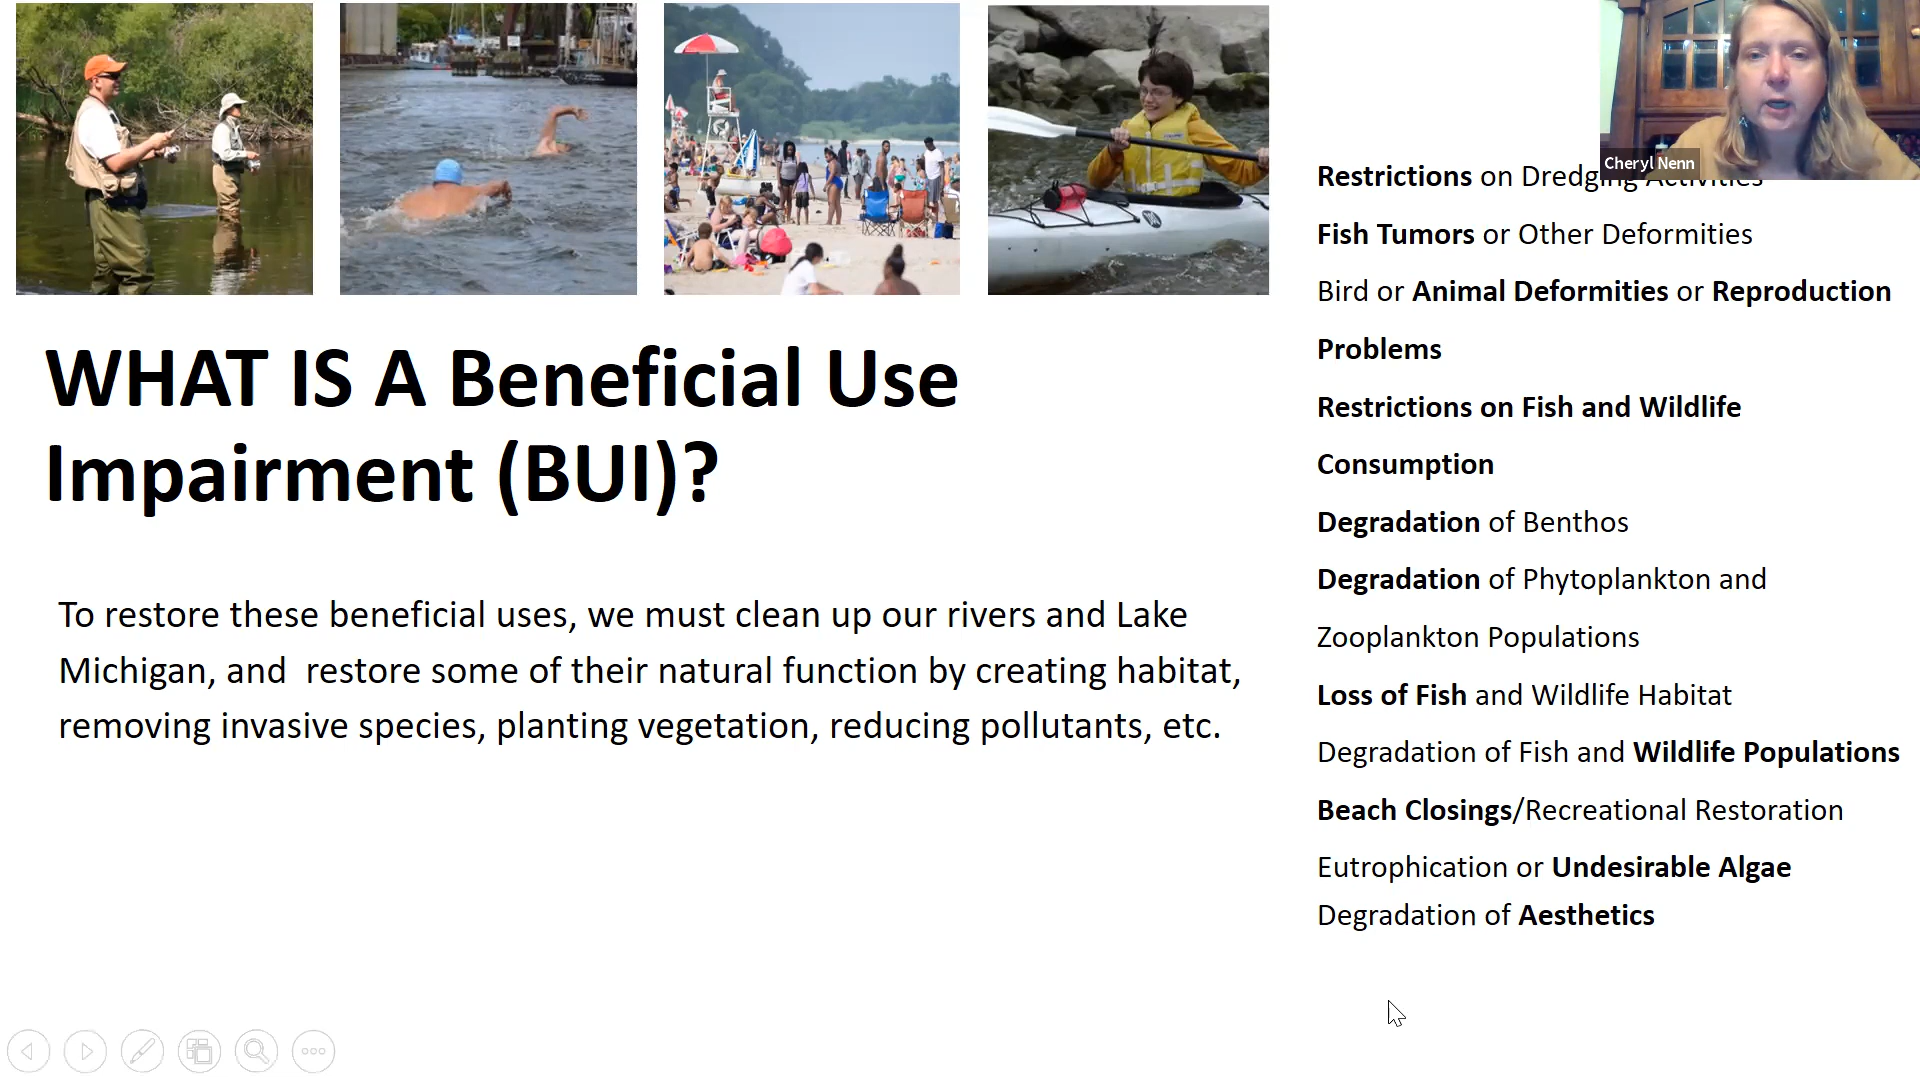 Cheryl Nenn
Restrictions on Dredging Activities
Fish Tumors or Other Deformities
Bird or Animal Deformities or Reproduction
Problems
Restrictions on Fish and Wildlife
Consumption
Degradation of Benthos
Degradation of Phytoplankton and
Zooplankton Populations
Loss of Fish and Wildlife Habitat
Degradation of Fish and Wildlife Populations
Beach Closings/Recreational Restoration
Eutrophication or Undesirable Algae
Degradation of Aesthetics
WHAT IS A Beneficial Use
Impairment (BUI)?
To restore these beneficial uses, we must clean up our rivers and Lake
Michigan, and  restore some of their natural function by creating habitat,
removing invasive species, planting vegetation, reducing pollutants, etc.